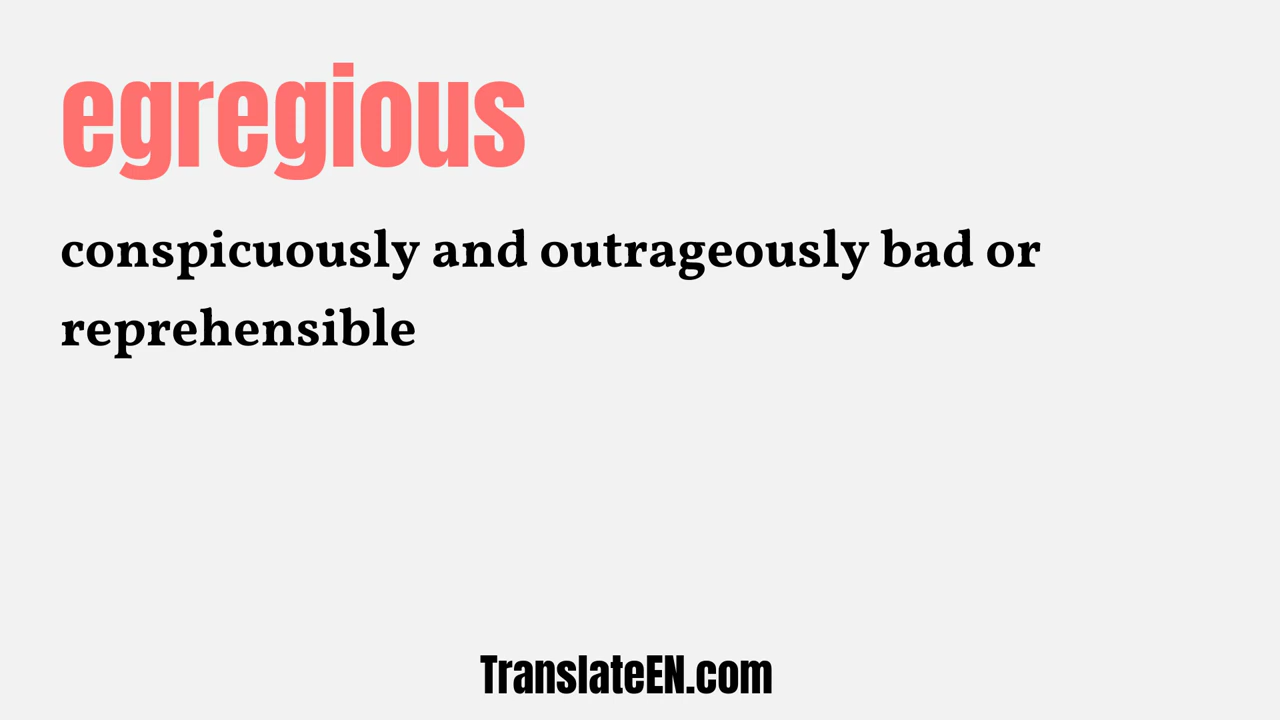 egregious
conspicuously and outrageously bad or
reprehensible
TranslateEN.com